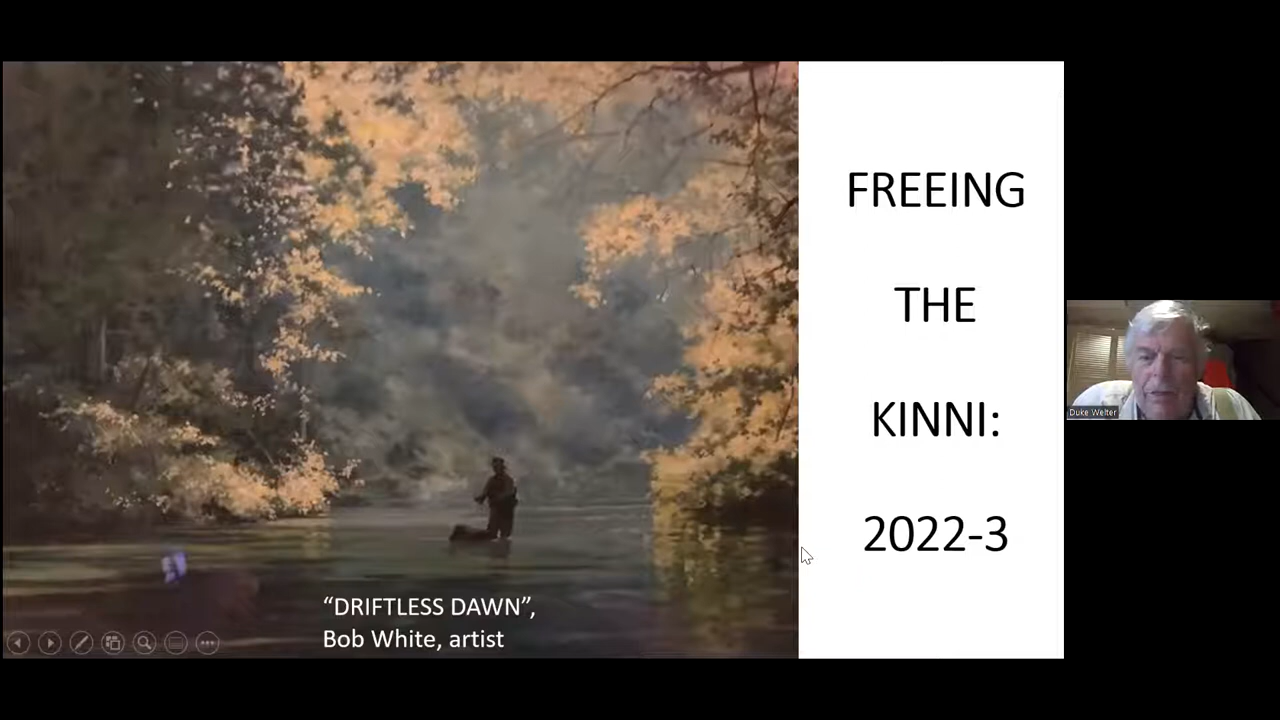 FREEING
THE
KINNI:
2022-3
“DRIFTLESS DAWN”,
Bob White, artist
Duke Welter